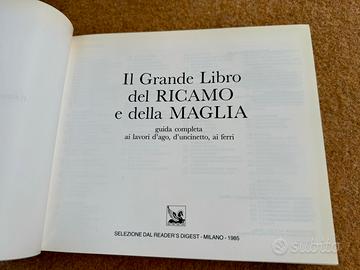 Il Grande Libro
del RICAMO
e della MAGLIA
guida completa
ai lavori d'ago, d'uncinetto, ai ferri
SELEZIONE DAL READER'S DIGEST - MILANO - 1985
subito